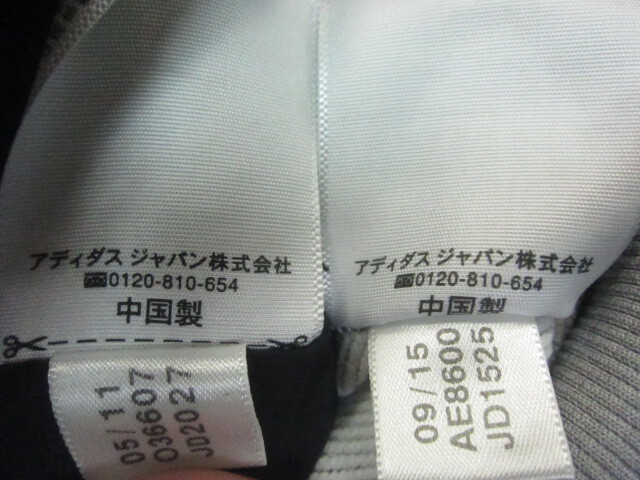 アディダス ジャパン株式会社
☎0120-810-654
中国製
05/11
O36607
JD2027
アディダス ジャパン株式会社
☎0120-810-654
中国製
09/15
AE8600
JD1525